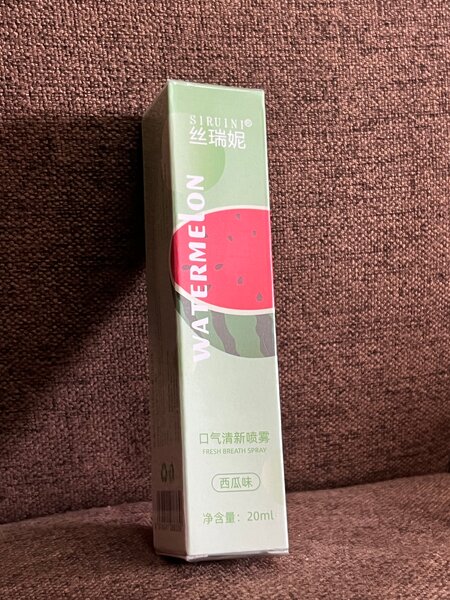 SIRUINI®
丝瑞妮
WATERMELON
口气清新喷雾
FRESH BREATH SPRAY
西瓜味
净含量：20ml